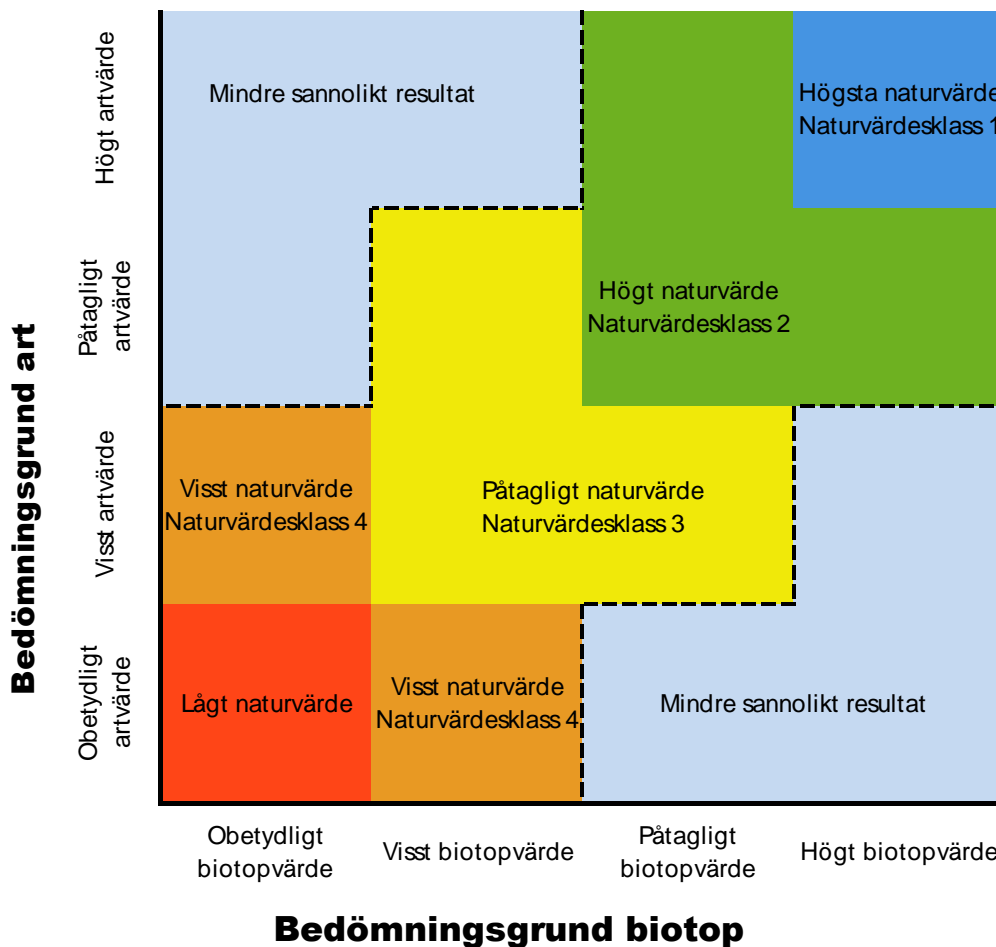 Högt artvärde
Mindre sannolikt resultat
Högsta naturvärde
Naturvärdesklass 1
Påtagligt
artvärde
Högt naturvärde
Naturvärdesklass 2
Bedömningsgrund art
Visst artvärde
Visst naturvärde
Naturvärdesklass 4
Påtagligt naturvärde
Naturvärdesklass 3
Obetydligt
artvärde
Lågt naturvärde
Visst naturvärde
Naturvärdesklass 4
Mindre sannolikt resultat
Obetydligt
biotopvärde
Visst biotopvärde
Påtagligt
biotopvärde
Högt biotopvärde
Bedömningsgrund biotop